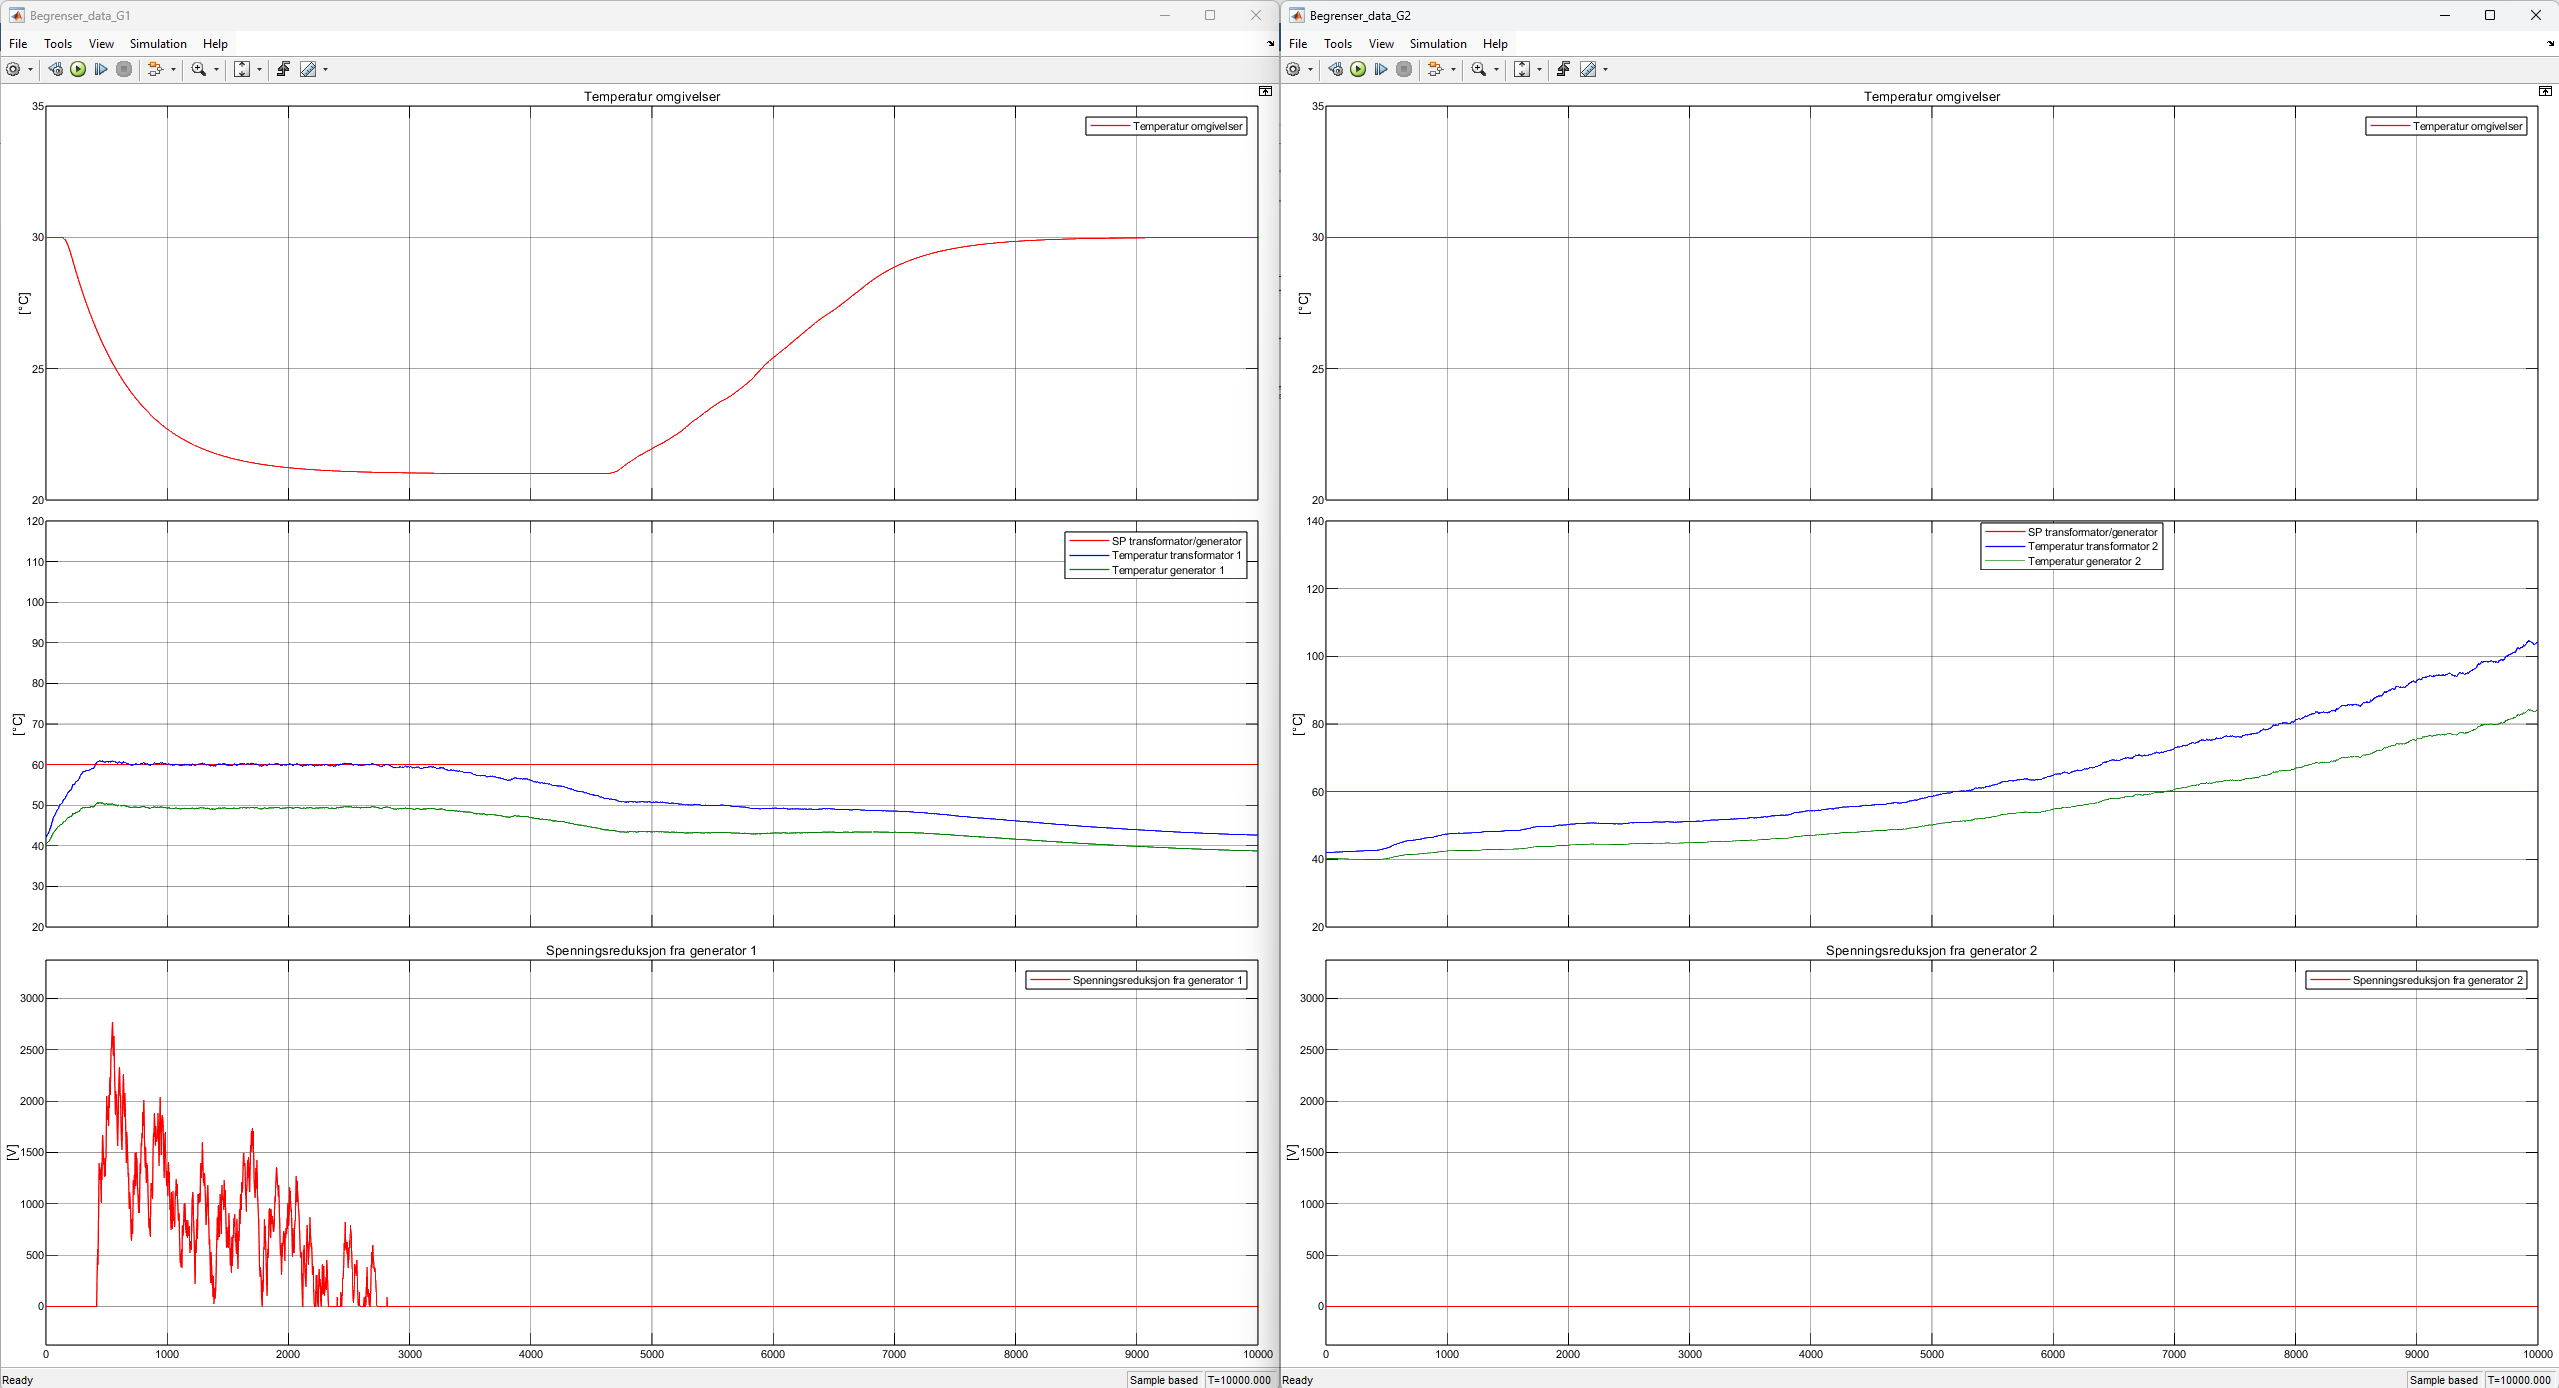 Begrenser_data_G1
File Tools View Simulation Help
Temperatur omgivelser
Temperatur omgivelser
35
30
25
20
[°C]
SP transformator/generator
Temperatur transformator 1
Temperatur generator 1
120
110
100
90
80
70
60
50
40
30
20
[°C]
Spenningsreduksjon fra generator 1
Spenningsreduksjon fra generator 1
3000
2500
2000
1500
1000
500
0
[V]
0 1000 2000 3000 4000 5000 6000 7000 8000 9000 10000
Ready Sample based T=10000.000
Begrenser_data_G2
File Tools View Simulation Help
Temperatur omgivelser
Temperatur omgivelser
35
30
25
20
[°C]
SP transformator/generator
Temperatur transformator 2
Temperatur generator 2
140
120
100
80
60
40
20
[°C]
Spenningsreduksjon fra generator 2
Spenningsreduksjon fra generator 2
3000
2500
2000
1500
1000
500
0
[V]
0 1000 2000 3000 4000 5000 6000 7000 8000 9000 10000
Ready Sample based T=10000.000